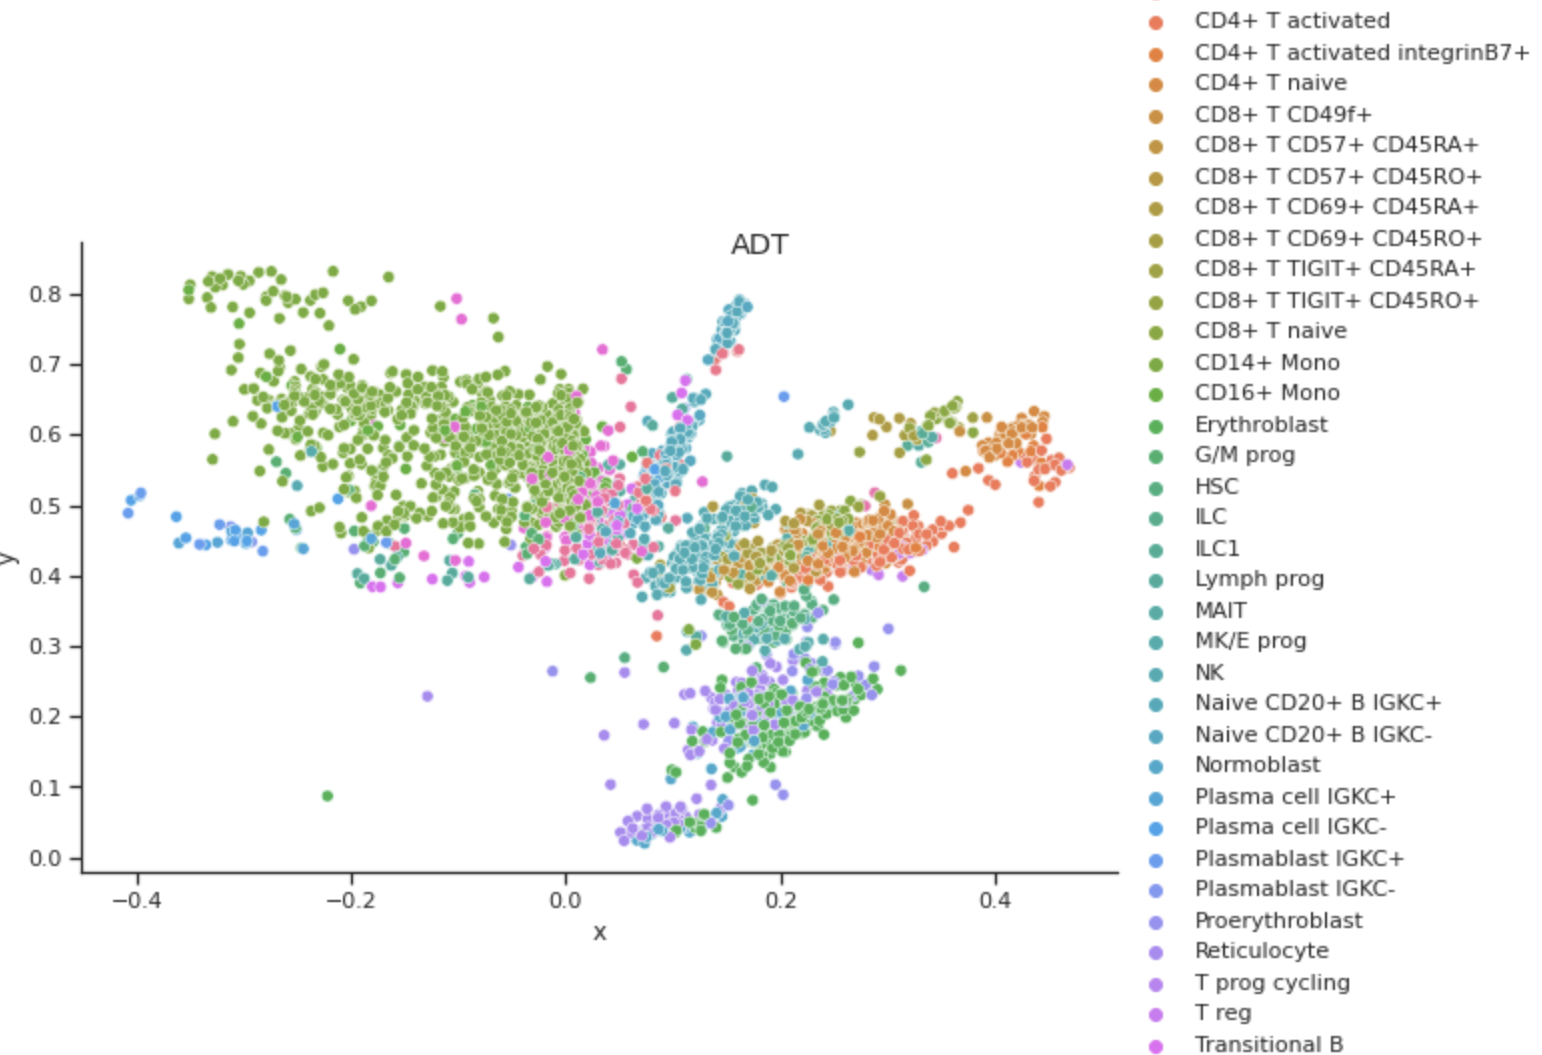 CD4+ T activated
CD4+ T activated integrinB7+
CD4+ T naive
CD8+ T CD49f+
CD8+ T CD57+ CD45RA+
CD8+ T CD57+ CD45RO+
CD8+ T CD69+ CD45RA+
CD8+ T CD69+ CD45RO+
CD8+ T TIGIT+ CD45RA+
CD8+ T TIGIT+ CD45RO+
CD8+ T naive
CD14+ Mono
CD16+ Mono
Erythroblast
G/M prog
HSC
ILC
ILC1
Lymph prog
MAIT
MK/E prog
NK
Naive CD20+ B IGKC+
Naive CD20+ B IGKC-
Normoblast
Plasma cell IGKC+
Plasma cell IGKC-
Plasmablast IGKC+
Plasmablast IGKC-
Proerythroblast
Reticulocyte
T prog cycling
T reg
Transitional B
ADT
0.8
0.7
0.6
0.5
0.4
0.3
0.2
0.1
0.0
y
−0.4 −0.2 0.0 0.2 0.4
x